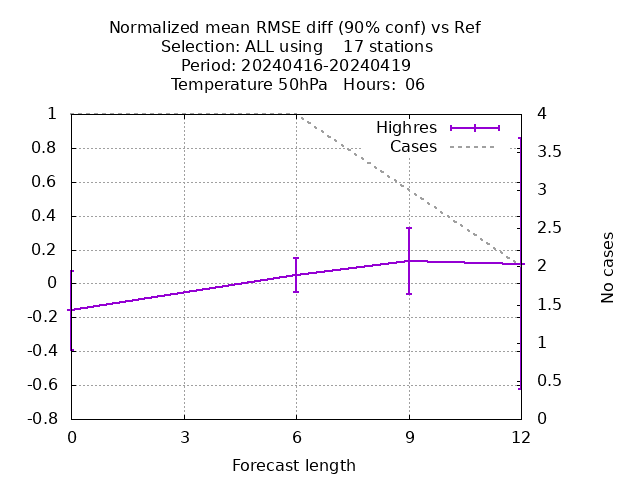 Normalized mean RMSE diff (90% conf) vs Ref
Selection: ALL using    17 stations
Period: 20240416-20240419
Temperature 50hPa   Hours:  06
Highres
Cases
1
0.8
0.6
0.4
0.2
0
-0.2
-0.4
-0.6
-0.8
4
3.5
3
2.5
2
1.5
1
0.5
0
No cases
0 3 6 9 12
Forecast length